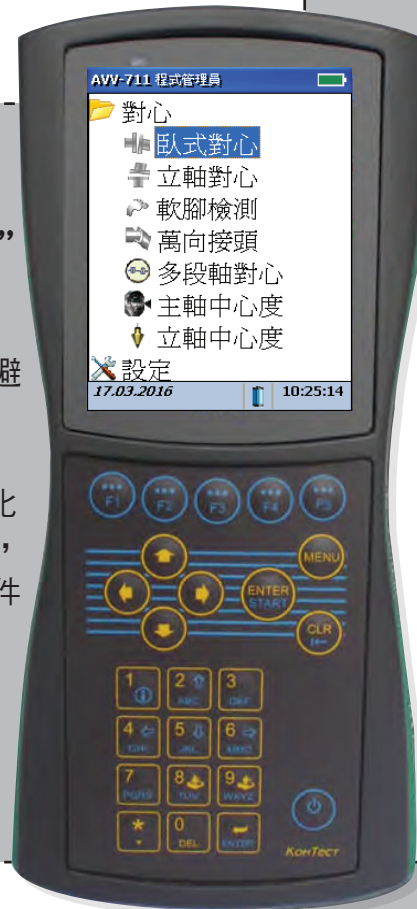 ”
避
化
，
件
AVV-711 程式管理員
對心
臥式對心
立軸對心
軟腳檢測
萬向接頭
多段軸對心
主軸中心度
立軸中心度
設定
17.03.2016 10:25:14
F1 F2 F3 F4 F5
MENU
ENTER
START
CLR
1 2 ABC 3 DEF
4 GHI 5 JKL 6 MNO
7 PQRS 8 TUV 9 WXYZ
* 0 DEL ENTER
КонТест